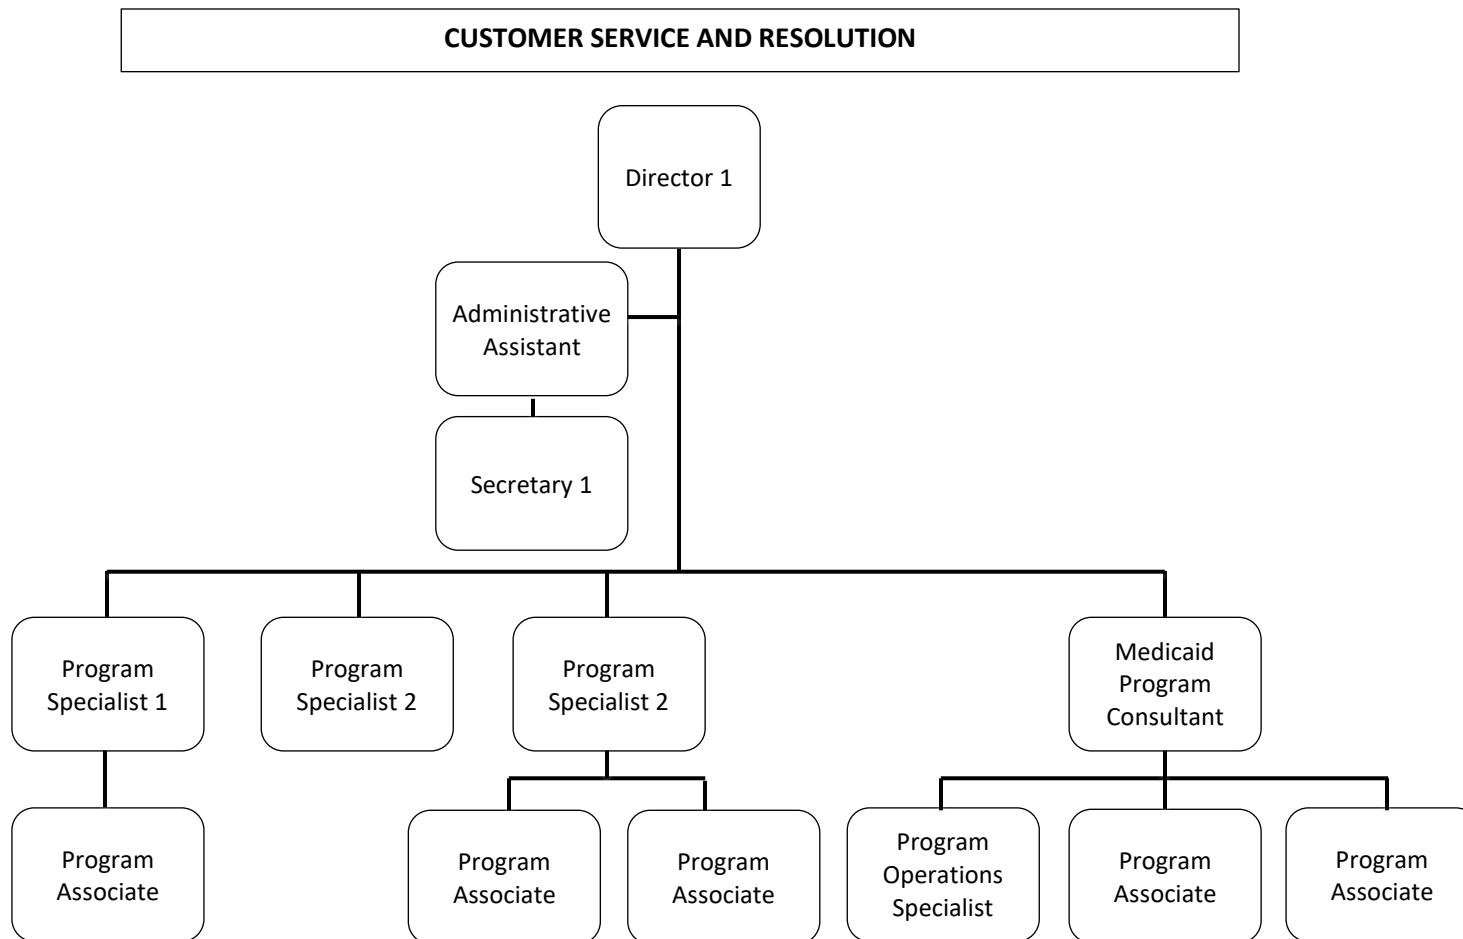 CUSTOMER SERVICE AND RESOLUTION
Director 1
Administrative
Assistant
Secretary 1
Program
Specialist 1
Program
Specialist 2
Program
Specialist 2
Medicaid
Program
Consultant
Program
Associate
Program
Associate
Program
Associate
Program
Operations
Specialist
Program
Associate
Program
Associate